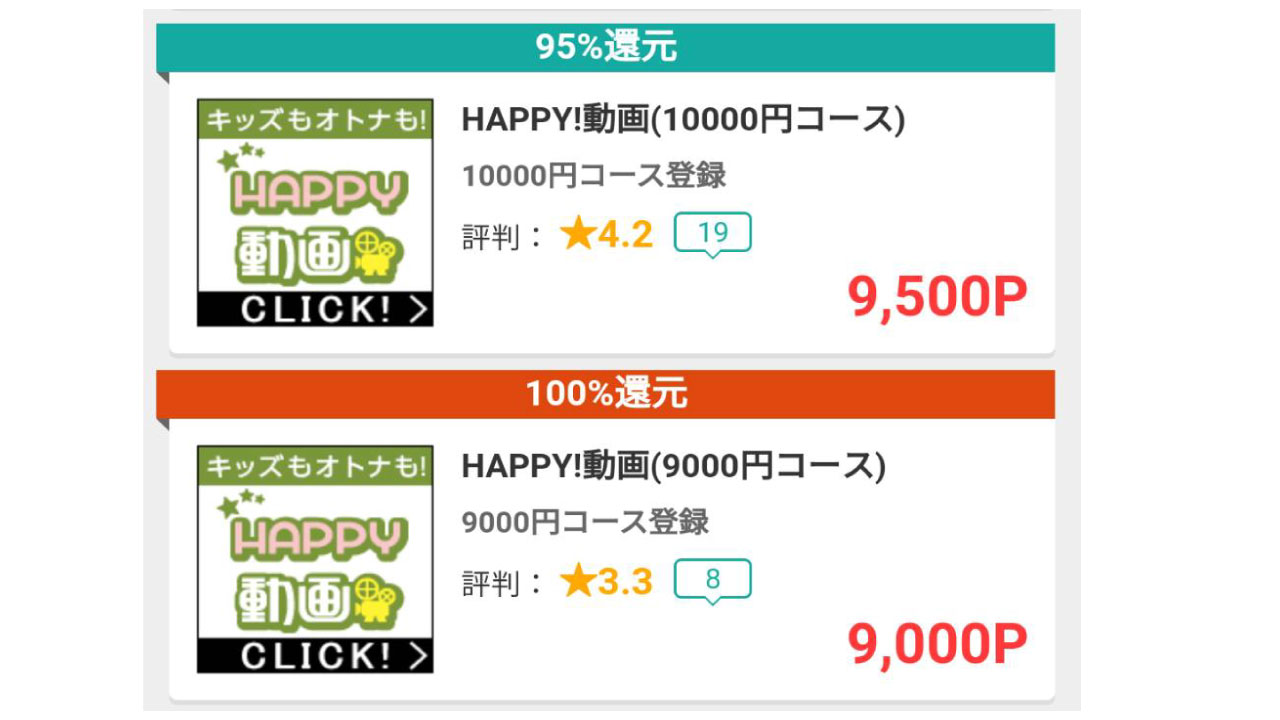 95%還元
キッズもオトナも!
HAPPY
動画
CLICK! >
HAPPY!動画(10000円コース)
10000円コース登録
評判： ★4.2 19
9,500P
100%還元
キッズもオトナも!
HAPPY
動画
CLICK! >
HAPPY!動画(9000円コース)
9000円コース登録
評判： ★3.3 8
9,000P